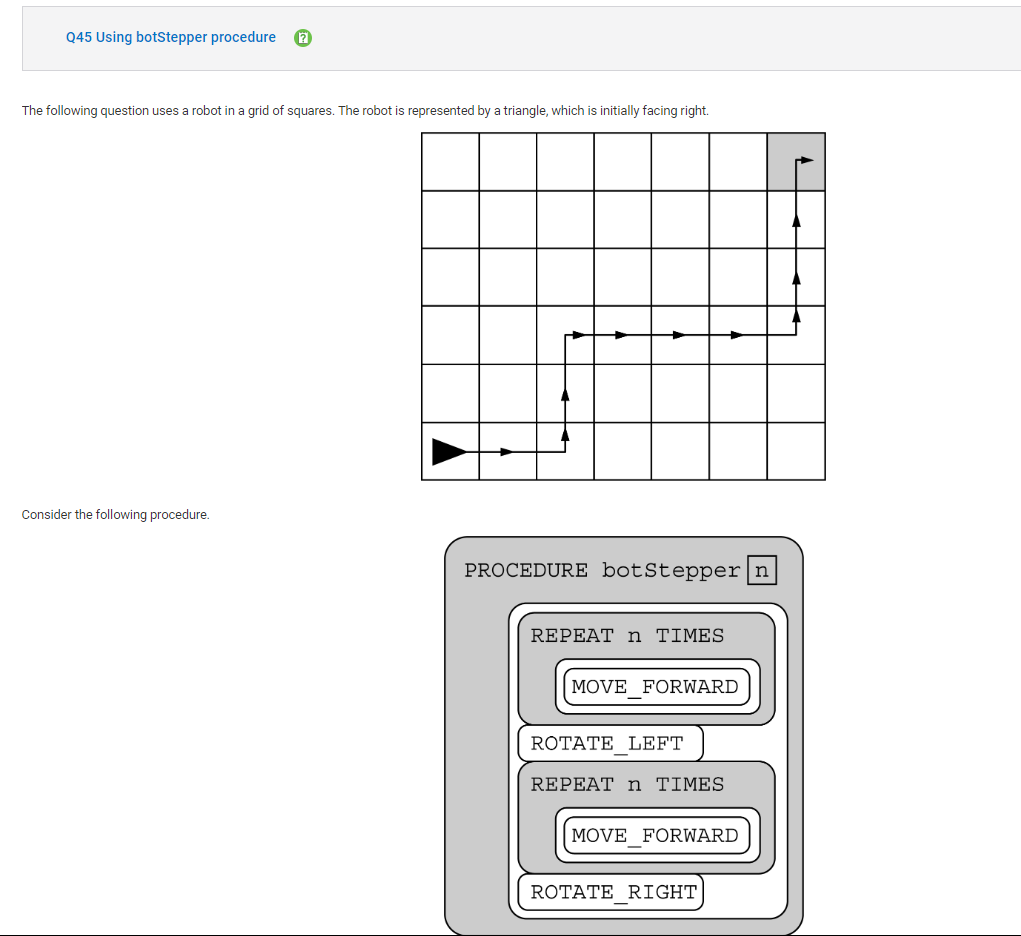 Q45 Using botStepper procedure
The following question uses a robot in a grid of squares. The robot is represented by a triangle, which is initially facing right.
Consider the following procedure.
PROCEDURE botStepper n
REPEAT n TIMES
MOVE_FORWARD
ROTATE_LEFT
REPEAT n TIMES
MOVE_FORWARD
ROTATE_RIGHT